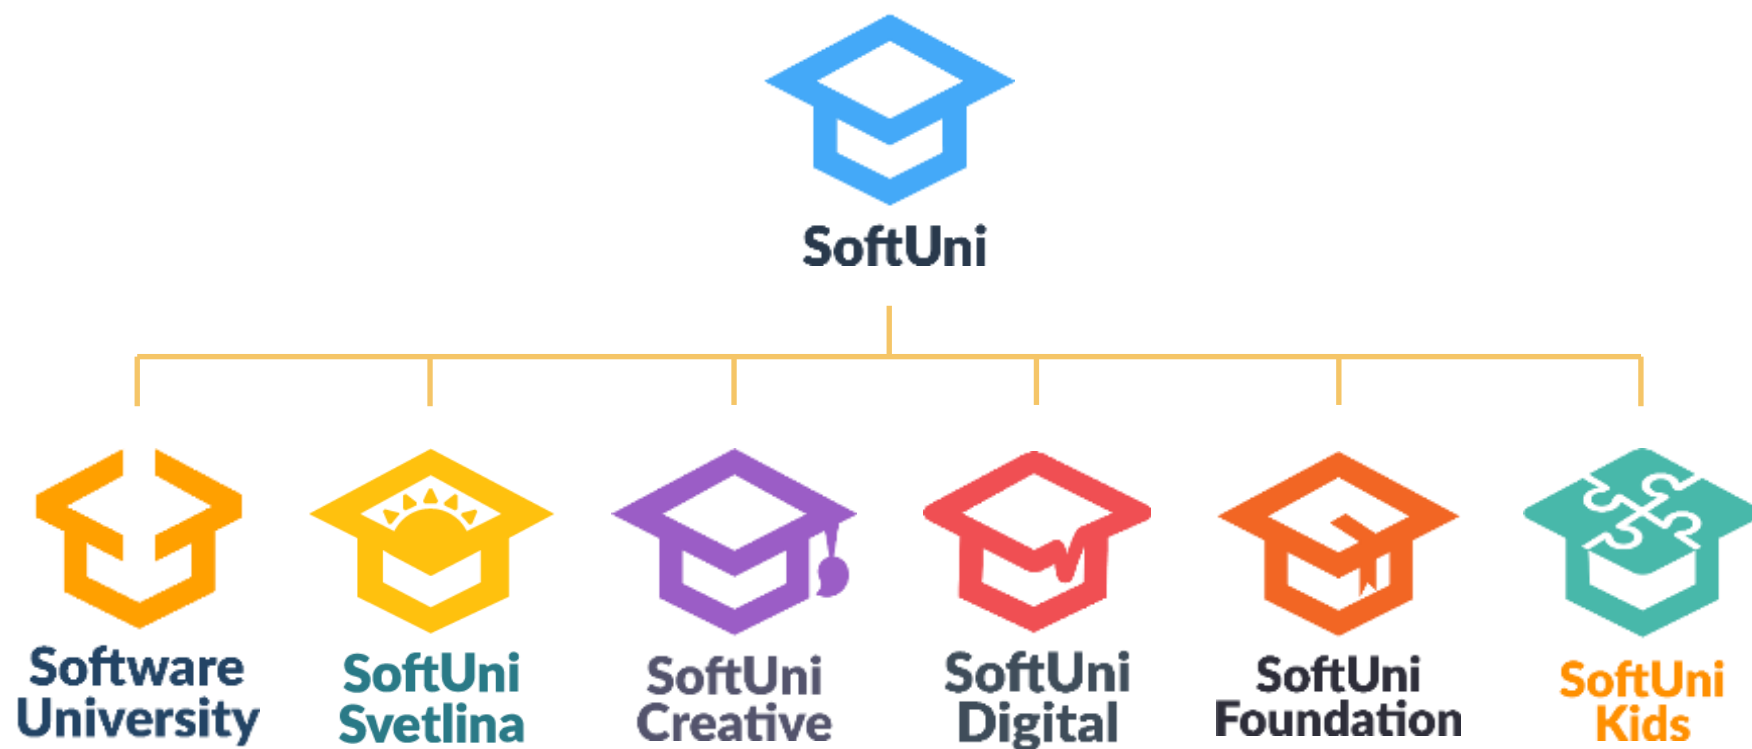 SoftUni
Software
University
SoftUni
Svetlina
SoftUni
Creative
SoftUni
Digital
SoftUni
Foundation
SoftUni
Kids